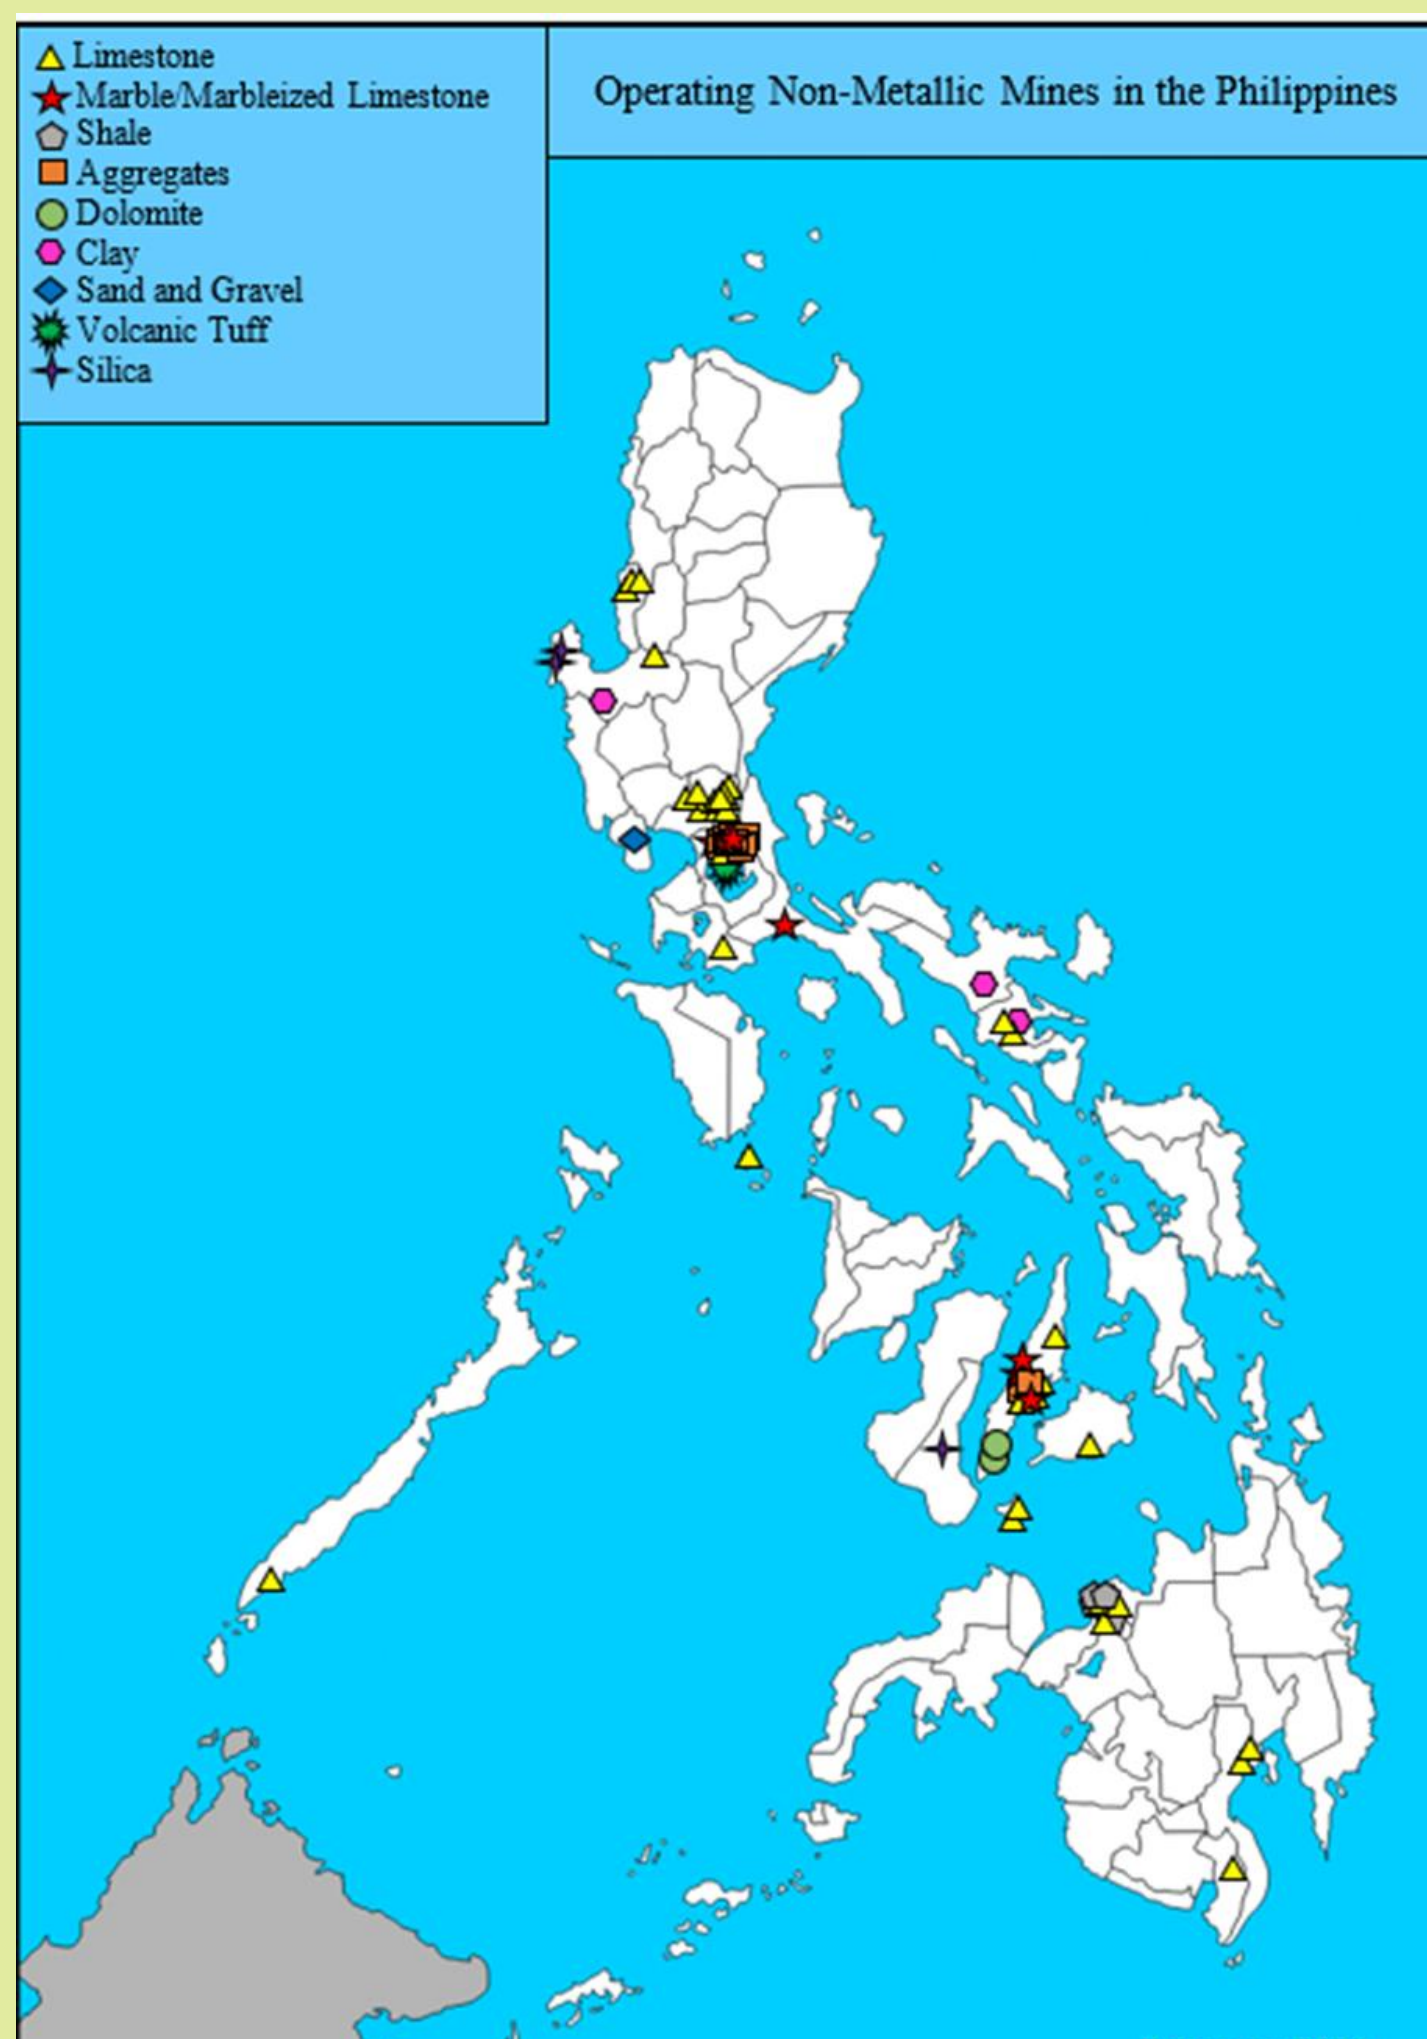 Limestone
Marble/Marbleized Limestone
Shale
Aggregates
Dolomite
Clay
Sand and Gravel
Volcanic Tuff
Silica
Operating Non-Metallic Mines in the Philippines